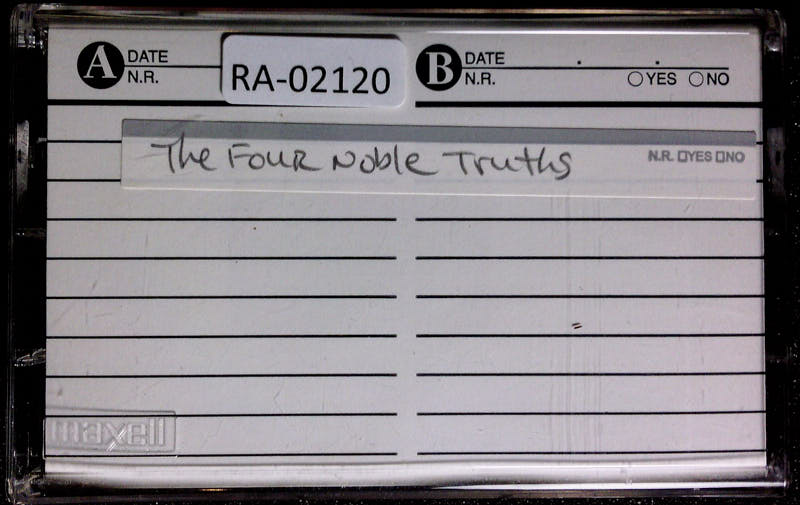 A DATE
N.R.
RA-02120
B DATE
N.R. YES NO
The Four Noble Truths
N.R. YES NO
maxell